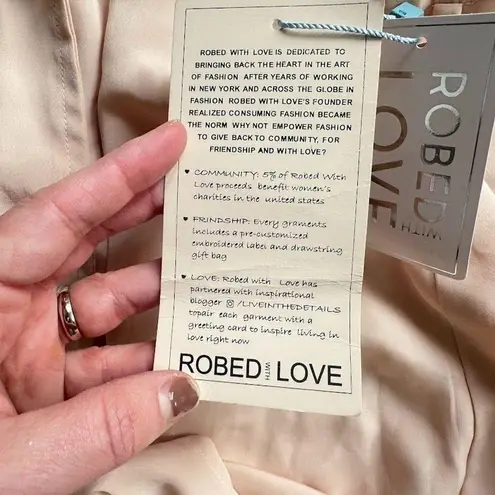 ROBED WITH LOVE IS DEDICATED TO
BRINGING BACK THE HEART IN THE ART
OF FASHION AFTER YEARS OF WORKING
IN NEW YORK AND ACROSS THE GLOBE IN
FASHION ROBED WITH LOVE'S FOUNDER
REALIZED CONSUMING FASHION BECAME
THE NORM WHY NOT EMPOWER FASHION
TO GIVE BACK TO COMMUNITY, FOR
FRIENDSHIP AND WITH LOVE?
♥ COMMUNITY: 5% of Robed With
Love proceeds benefit women's
charities in the united states
♥ FRINDSHIP: Every graments
includes a pre-customized
embroidered label and drawstring
gift bag
♥ LOVE: Robed with Love has
partnered with inspirational
blogger /LIVEINTHEDETAILS
topair each garment with a
greeting card to inspire living in
love right now
ROBED WITH LOVE
ROBED
WITH
LOVE